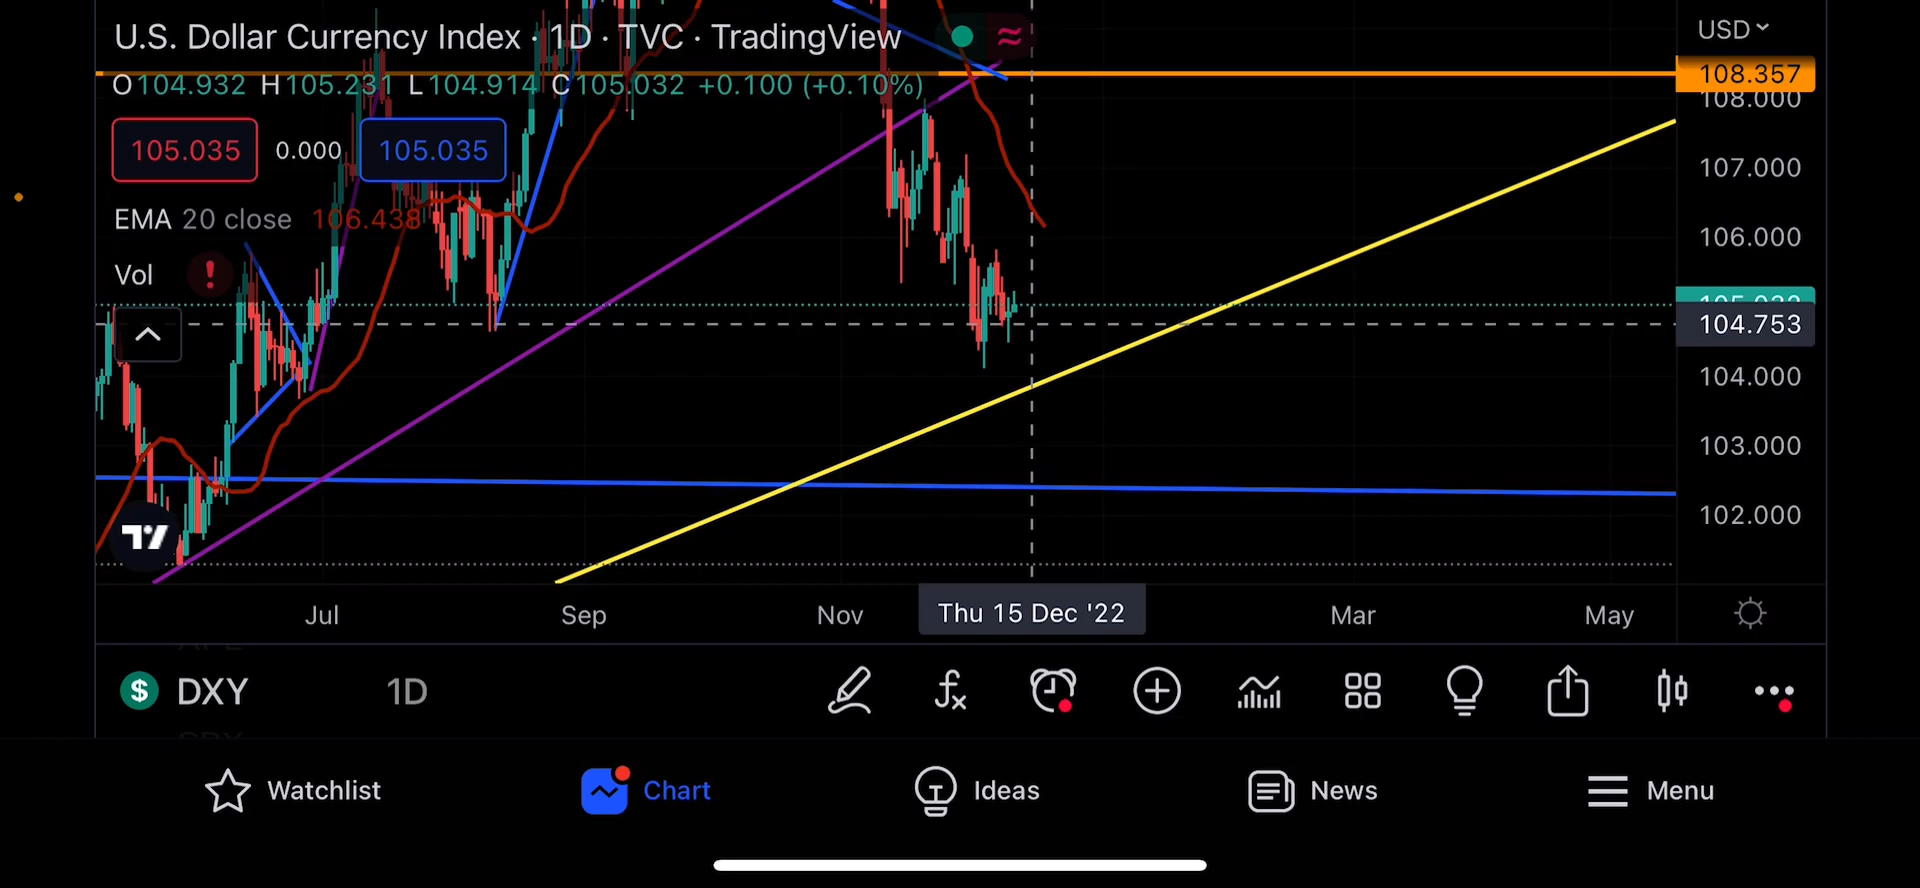 U.S. Dollar Currency Index · 1D · TVC · TradingView
USD
O104.932 H105.231 L104.914 C105.032 +0.100 (+0.10%)
108.357
108.000
105.035 0.000 105.035
107.000
EMA 20 close 106.438
106.000
Vol
105.032
104.753
104.000
103.000
102.000
Jul Sep Nov Thu 15 Dec '22 Mar May
DXY 1D
Watchlist Chart Ideas News Menu